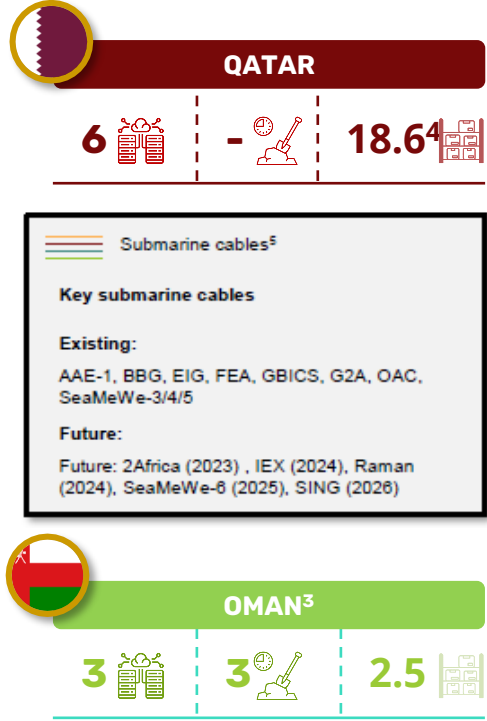 QATAR
6 - 18.6⁴
Submarine cables⁵
Key submarine cables
Existing:
AAE-1, BBG, EIG, FEA, GBICS, G2A, OAC,
SeaMeWe-3/4/5
Future:
Future: 2Africa (2023) , IEX (2024), Raman
(2024), SeaMeWe-6 (2025), SING (2026)
OMAN³
3 3 2.5